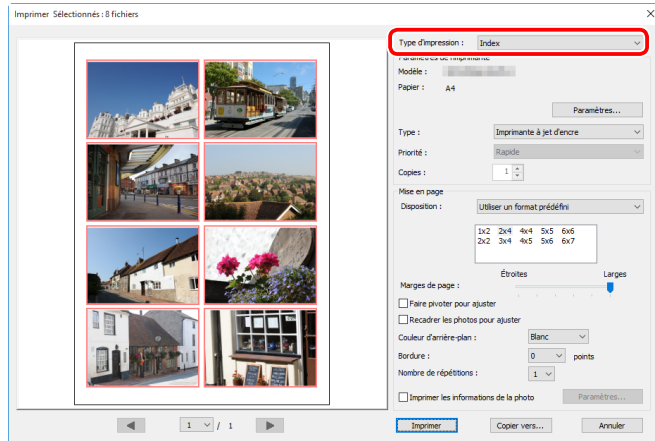 Imprimer Sélectionnés : 8 fichiers
Type d'impression : Index
Paramètres de l'imprimante
Modèle :
Papier : A4
Paramètres...
Type : Imprimante à jet d'encre
Priorité : Rapide
Copies : 1
Mise en page
Disposition : Utiliser un format prédéfini
1x2 2x4 4x4 5x5 6x6
2x2 3x4 4x5 5x6 6x7
Étroites Larges
Marges de page :
Faire pivoter pour ajuster
Recadrer les photos pour ajuster
Couleur d'arrière-plan : Blanc
Bordure : 0 points
Nombre de répétitions : 1
Imprimer les informations de la photo Paramètres...
1 / 1
Imprimer Copier vers... Annuler